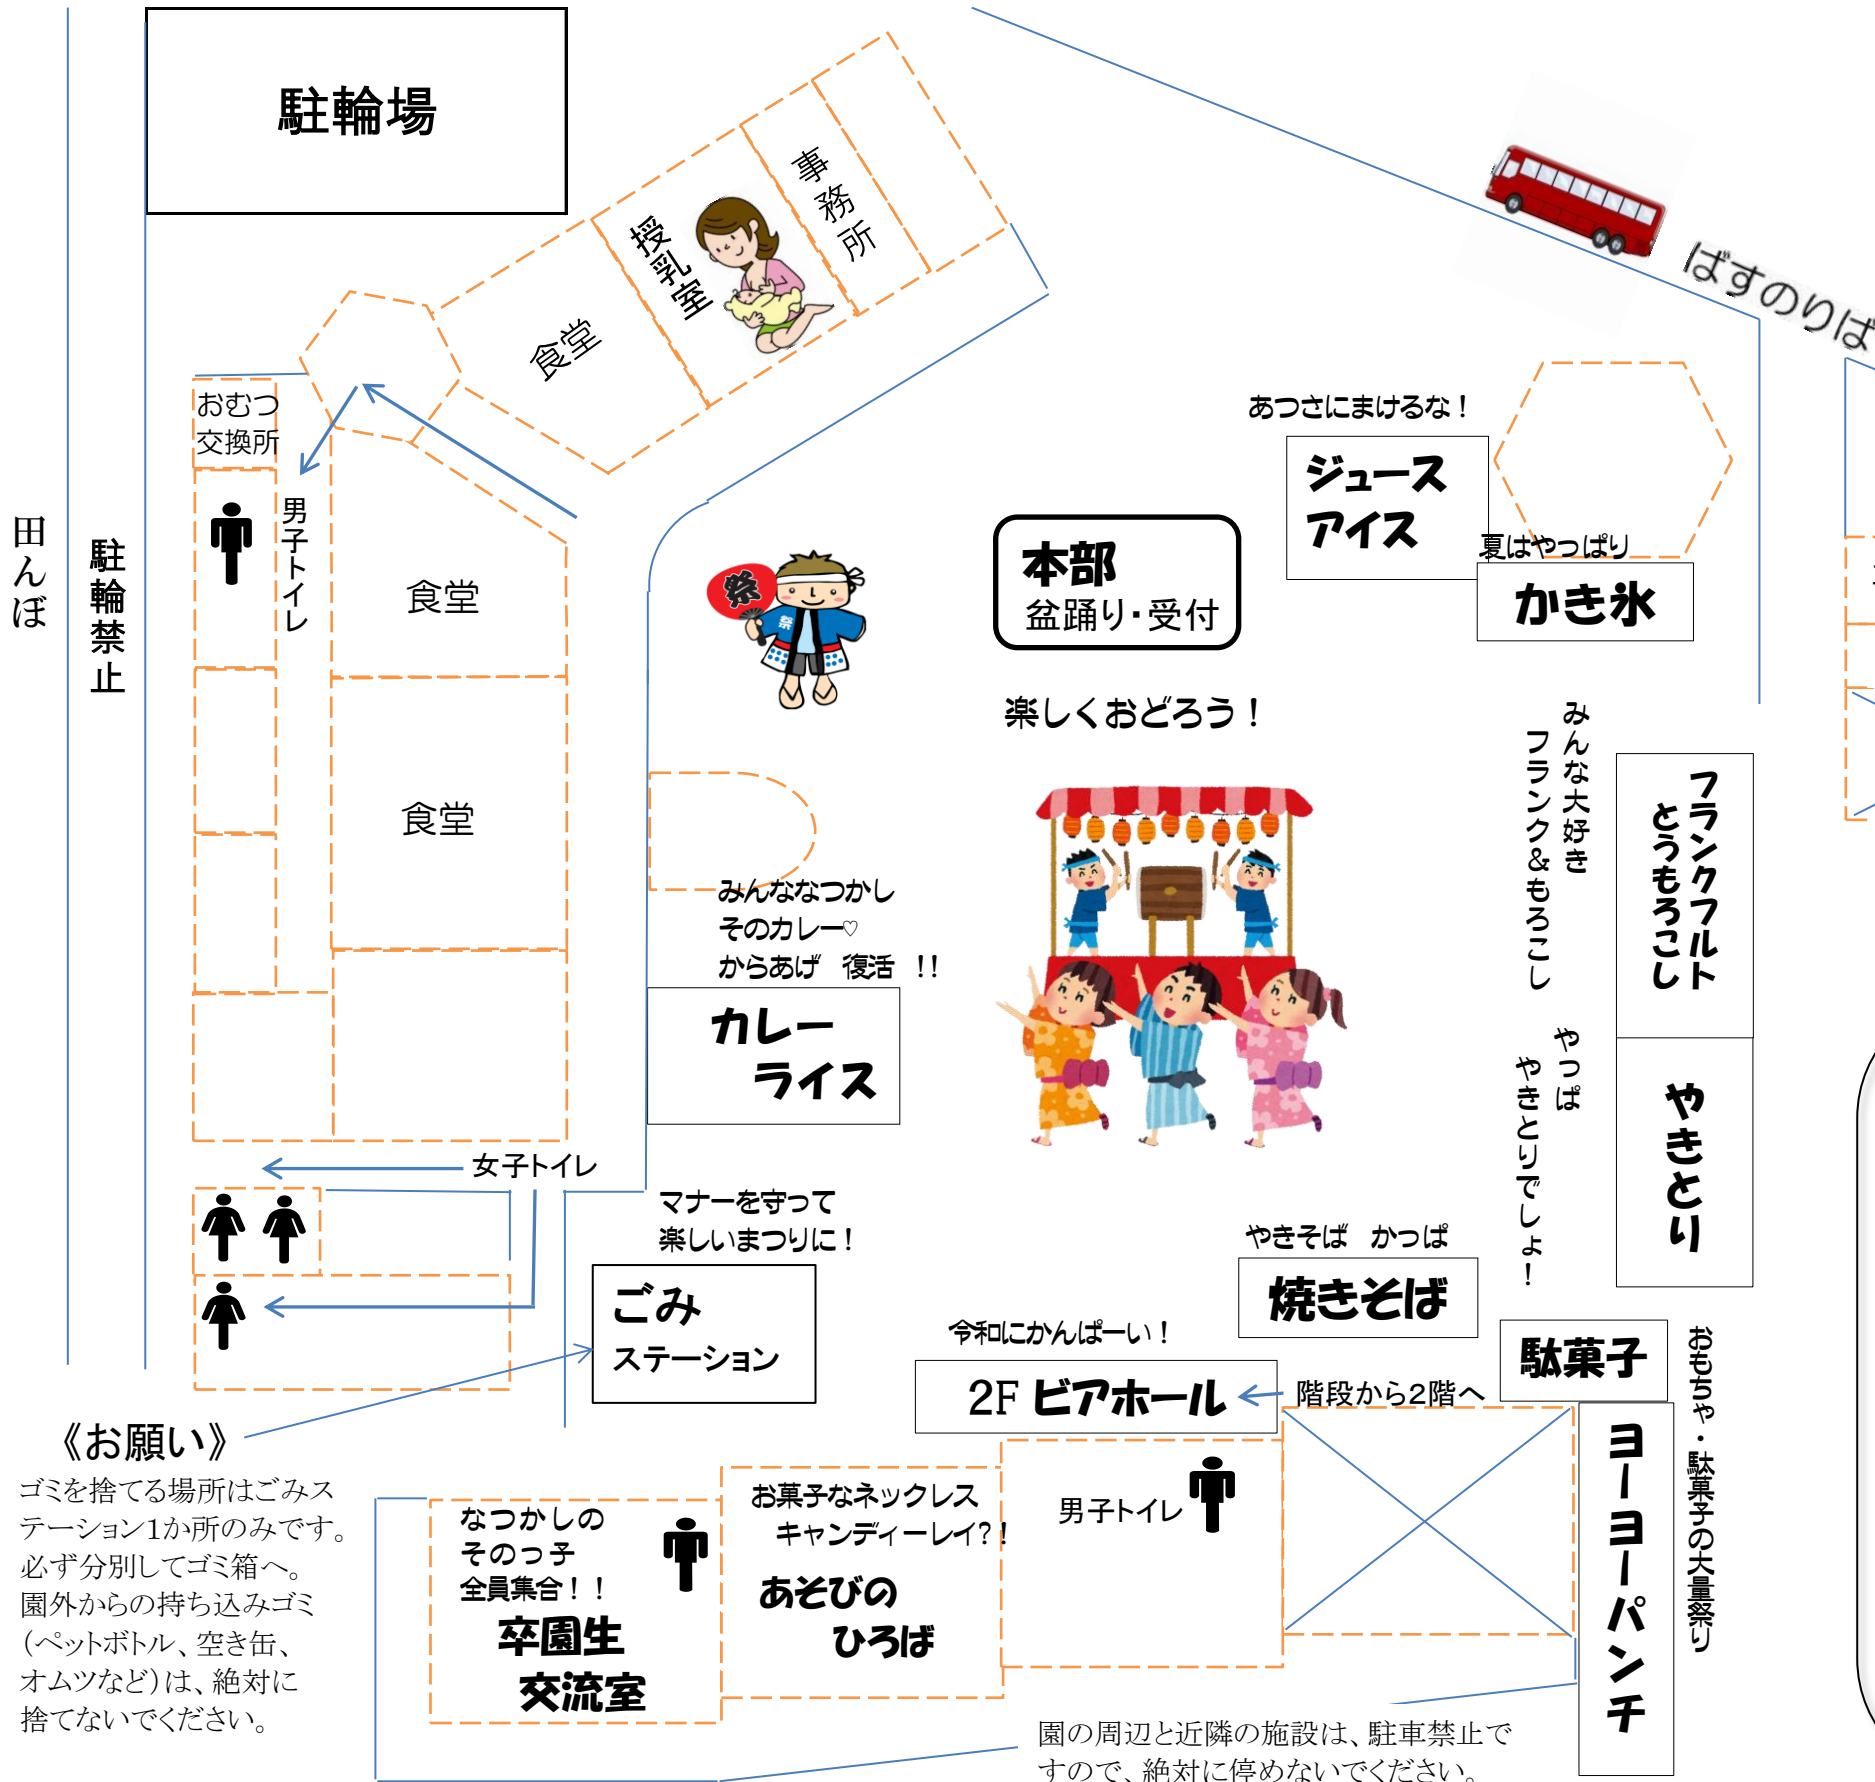 駐輪場
事務所
授乳室
食堂
ばすのりば
おむつ
交換所
男子トイレ
田んぼ
駐輪禁止
食堂
食堂
祭
祭
本部
盆踊り・受付
楽しくおどろう！
あつさにまけるな！
ジュース
アイス
夏はやっぱり
かき氷
みんな大好き
フランク＆もろこし
フランクフルト
とうもろこし
やっぱ
やきとりでしょ！
やきとり
みんななつかし
そのカレー♡
からあげ　復活　!!
カレー
ライス
女子トイレ
マナーを守って
楽しいまつりに！
ごみ
ステーション
やきそば　かっぱ
焼きそば
令和にかんぱーい！
2F ビアホール
階段から2階へ
駄菓子
おもちゃ・駄菓子の大量祭り
ヨーヨーパンチ
《お願い》
ゴミを捨てる場所はごみス
テーション1か所のみです。
必ず分別してゴミ箱へ。
園外からの持ち込みゴミ
（ペットボトル、空き缶、
オムツなど）は、絶対に
捨てないでください。
なつかしの
そのっ子
全員集合！！
卒園生
交流室
お菓子なネックレス
キャンディーレイ?！
あそびの
ひろば
男子トイレ
園の周辺と近隣の施設は、駐車禁止で
すので、絶対に停めないでください。